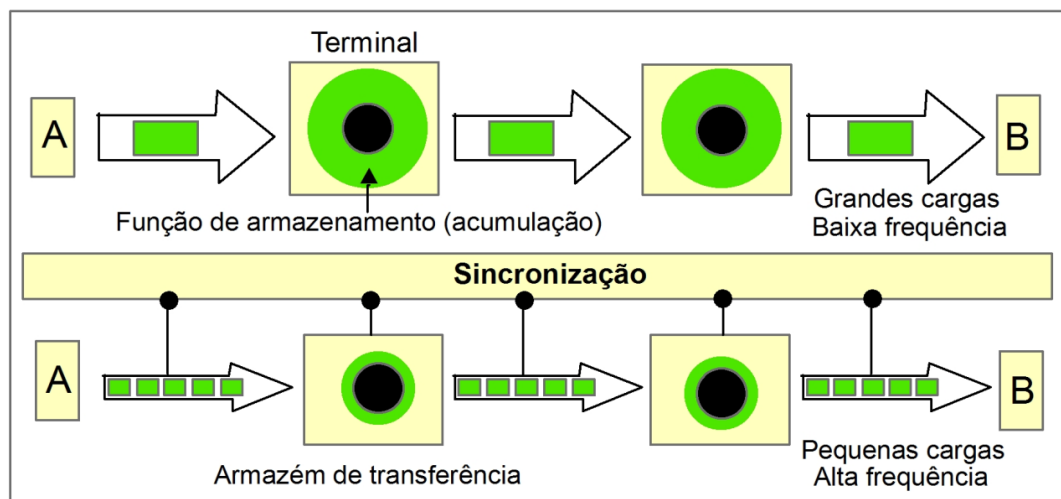 Terminal
A
B
Função de armazenamento (acumulação)
Grandes cargas
Baixa frequência
Sincronização
A
B
Armazém de transferência
Pequenas cargas
Alta frequência